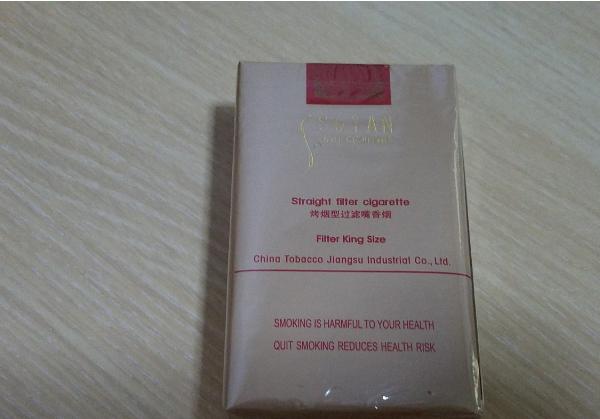 Straight filter cigarette
烤烟型过滤嘴香烟
Filter King Size
China Tobacco Jiangsu Industrial Co., Ltd.
SMOKING IS HARMFUL TO YOUR HEALTH
QUIT SMOKING REDUCES HEALTH RISK